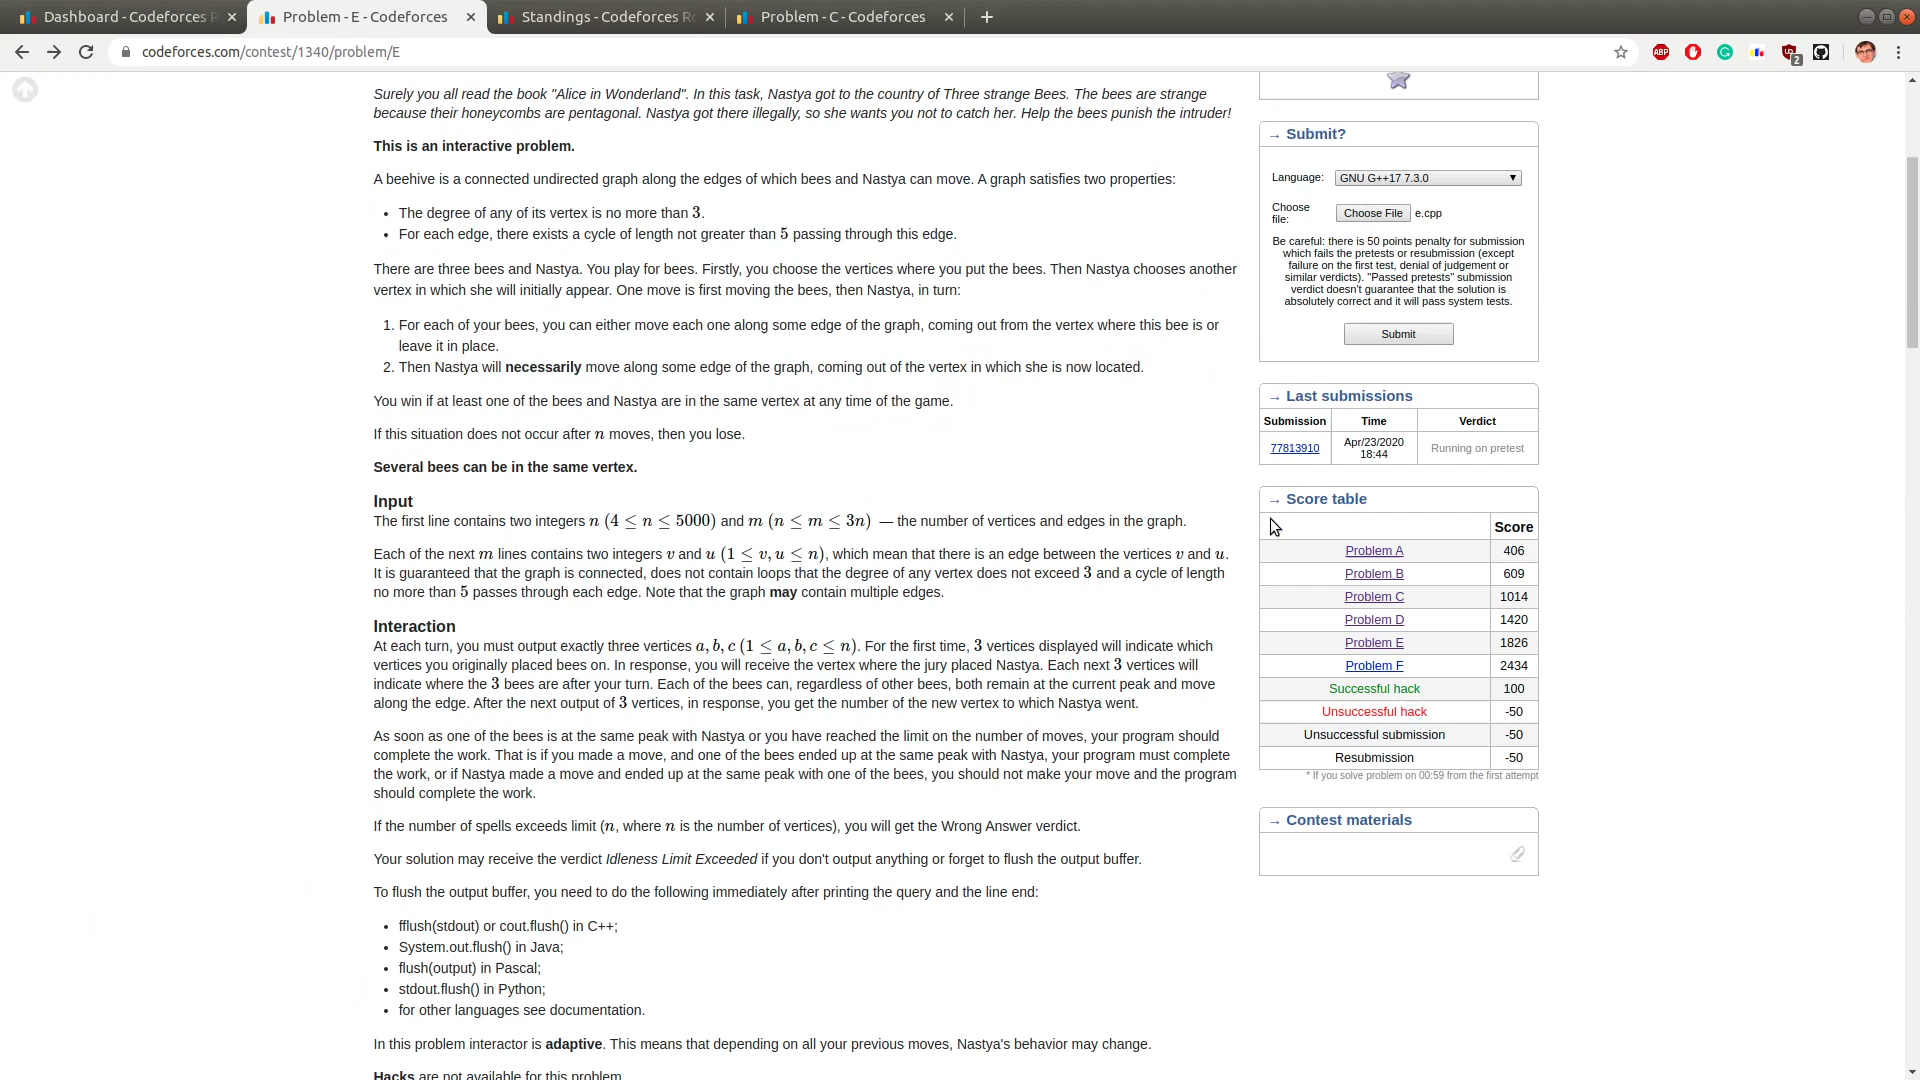 Dashboard - Codeforces R
Problem - E - Codeforces
Standings - Codeforces Ro
Problem - C - Codeforces
codeforces.com/contest/1340/problem/E
ABP
2
Surely you all read the book "Alice in Wonderland". In this task, Nastya got to the country of Three strange Bees. The bees are strange
because their honeycombs are pentagonal. Nastya got there illegally, so she wants you not to catch her. Help the bees punish the intruder!
This is an interactive problem.
A beehive is a connected undirected graph along the edges of which bees and Nastya can move. A graph satisfies two properties:
• The degree of any of its vertex is no more than 3.
• For each edge, there exists a cycle of length not greater than 5 passing through this edge.
There are three bees and Nastya. You play for bees. Firstly, you choose the vertices where you put the bees. Then Nastya chooses another
vertex in which she will initially appear. One move is first moving the bees, then Nastya, in turn:
1. For each of your bees, you can either move each one along some edge of the graph, coming out from the vertex where this bee is or
leave it in place.
2. Then Nastya will necessarily move along some edge of the graph, coming out of the vertex in which she is now located.
You win if at least one of the bees and Nastya are in the same vertex at any time of the game.
If this situation does not occur after n moves, then you lose.
Several bees can be in the same vertex.
Input
The first line contains two integers n (4 ≤ n ≤ 5000) and m (n ≤ m ≤ 3n) — the number of vertices and edges in the graph.
Each of the next m lines contains two integers v and u (1 ≤ v, u ≤ n), which mean that there is an edge between the vertices v and u.
It is guaranteed that the graph is connected, does not contain loops that the degree of any vertex does not exceed 3 and a cycle of length
no more than 5 passes through each edge. Note that the graph may contain multiple edges.
Interaction
At each turn, you must output exactly three vertices a, b, c (1 ≤ a, b, c ≤ n). For the first time, 3 vertices displayed will indicate which
vertices you originally placed bees on. In response, you will receive the vertex where the jury placed Nastya. Each next 3 vertices will
indicate where the 3 bees are after your turn. Each of the bees can, regardless of other bees, both remain at the current peak and move
along the edge. After the next output of 3 vertices, in response, you get the number of the new vertex to which Nastya went.
As soon as one of the bees is at the same peak with Nastya or you have reached the limit on the number of moves, your program should
complete the work. That is if you made a move, and one of the bees ended up at the same peak with Nastya, your program must complete
the work, or if Nastya made a move and ended up at the same peak with one of the bees, you should not make your move and the program
should complete the work.
If the number of spells exceeds limit (n, where n is the number of vertices), you will get the Wrong Answer verdict.
Your solution may receive the verdict Idleness Limit Exceeded if you don't output anything or forget to flush the output buffer.
To flush the output buffer, you need to do the following immediately after printing the query and the line end:
• fflush(stdout) or cout.flush() in C++;
• System.out.flush() in Java;
• flush(output) in Pascal;
• stdout.flush() in Python;
• for other languages see documentation.
In this problem interactor is adaptive. This means that depending on all your previous moves, Nastya's behavior may change.
Hacks are not available for this problem
→ Submit?
Language: GNU G++17 7.3.0
Choose
file: Choose File e.cpp
Be careful: there is 50 points penalty for submission
which fails the pretests or resubmission (except
failure on the first test, denial of judgement or
similar verdicts). "Passed pretests" submission
verdict doesn't guarantee that the solution is
absolutely correct and it will pass system tests.
Submit
→ Last submissions
Submission Time Verdict
77813910 Apr/23/2020 18:44 Running on pretest
→ Score table
Score
Problem A 406
Problem B 609
Problem C 1014
Problem D 1420
Problem E 1826
Problem F 2434
Successful hack 100
Unsuccessful hack -50
Unsuccessful submission -50
Resubmission -50
* If you solve problem on 00:59 from the first attempt
→ Contest materials